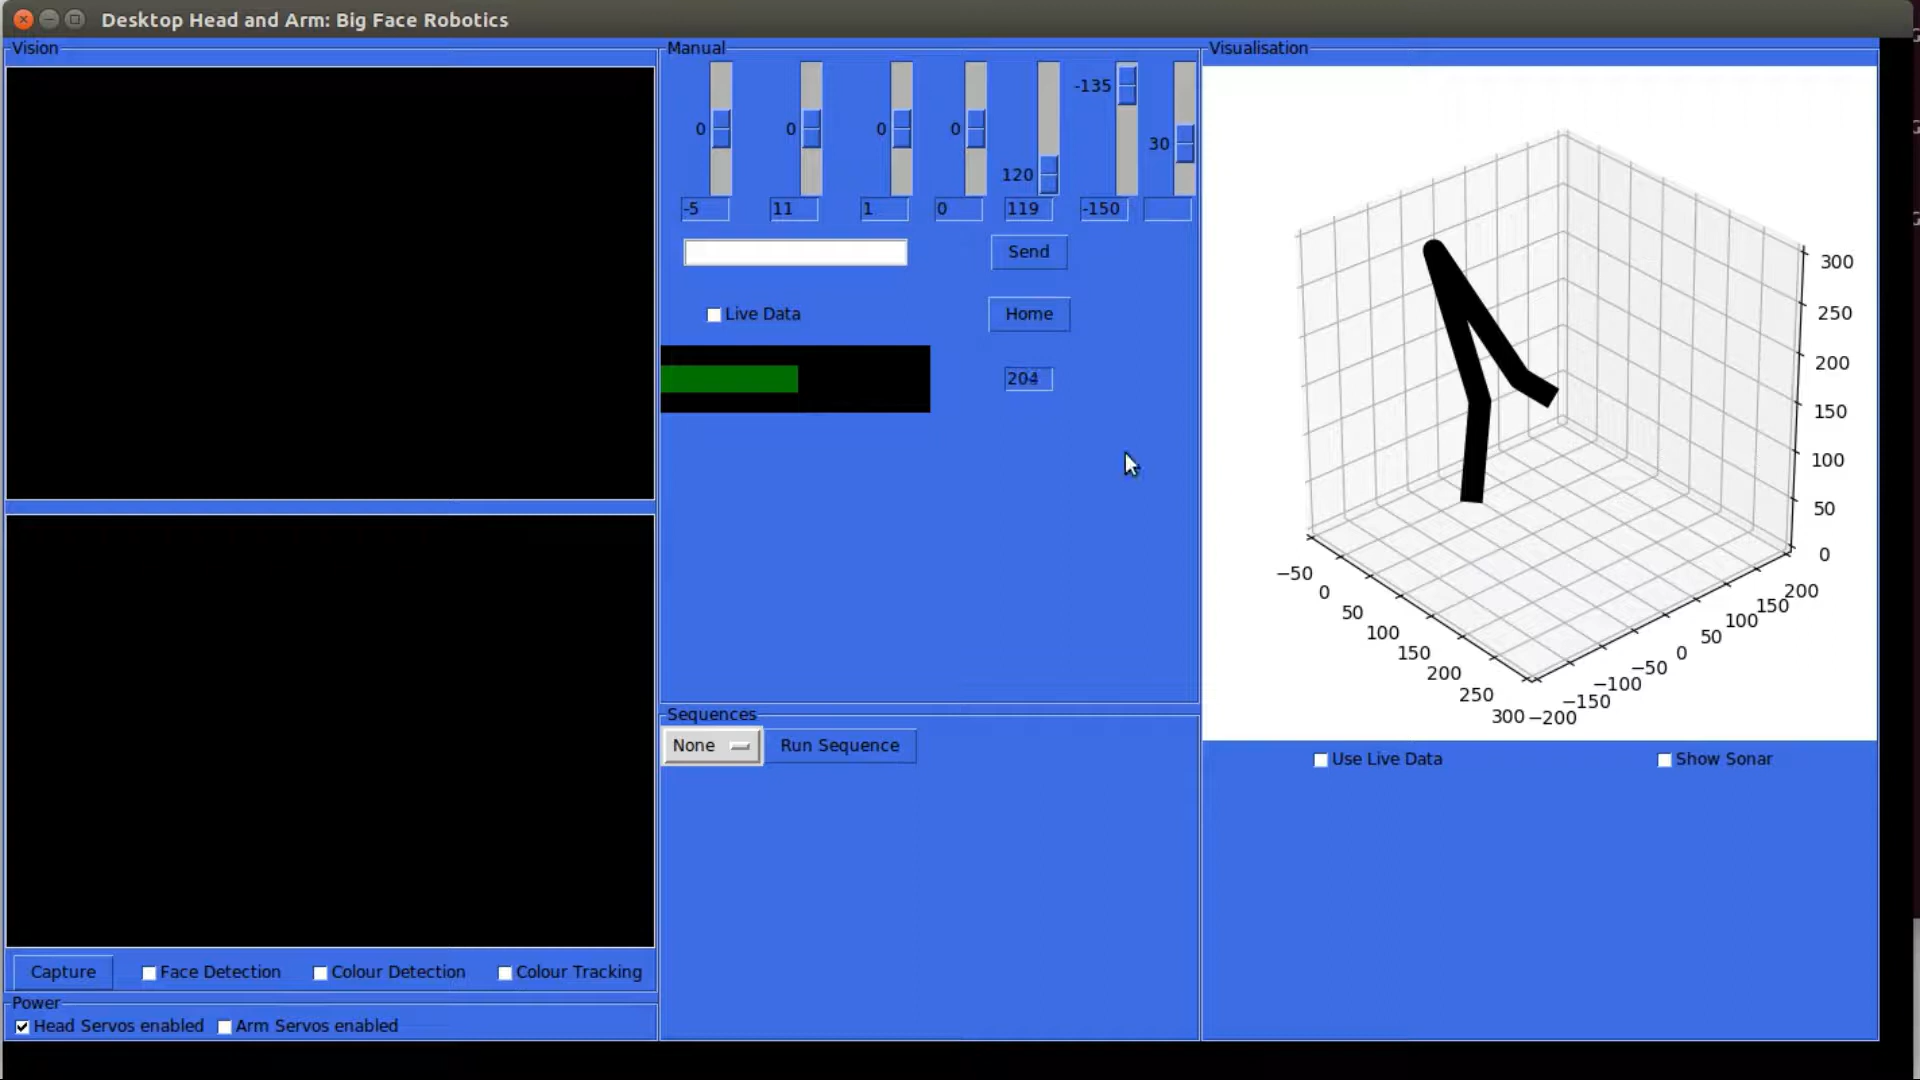 Desktop Head and Arm: Big Face Robotics
Vision
Manual
Visualisation
0 0 0 0 120 -135 30
-5 11 1 0 119 -150
Send
Live Data Home
204
300
250
200
150
100
50
0
−50 0 50 100 150 200 250 300
−200 −150 −100 −50 0 50 100 150 200
Use Live Data Show Sonar
Sequences
None Run Sequence
Capture Face Detection Colour Detection Colour Tracking
Power
Head Servos enabled Arm Servos enabled